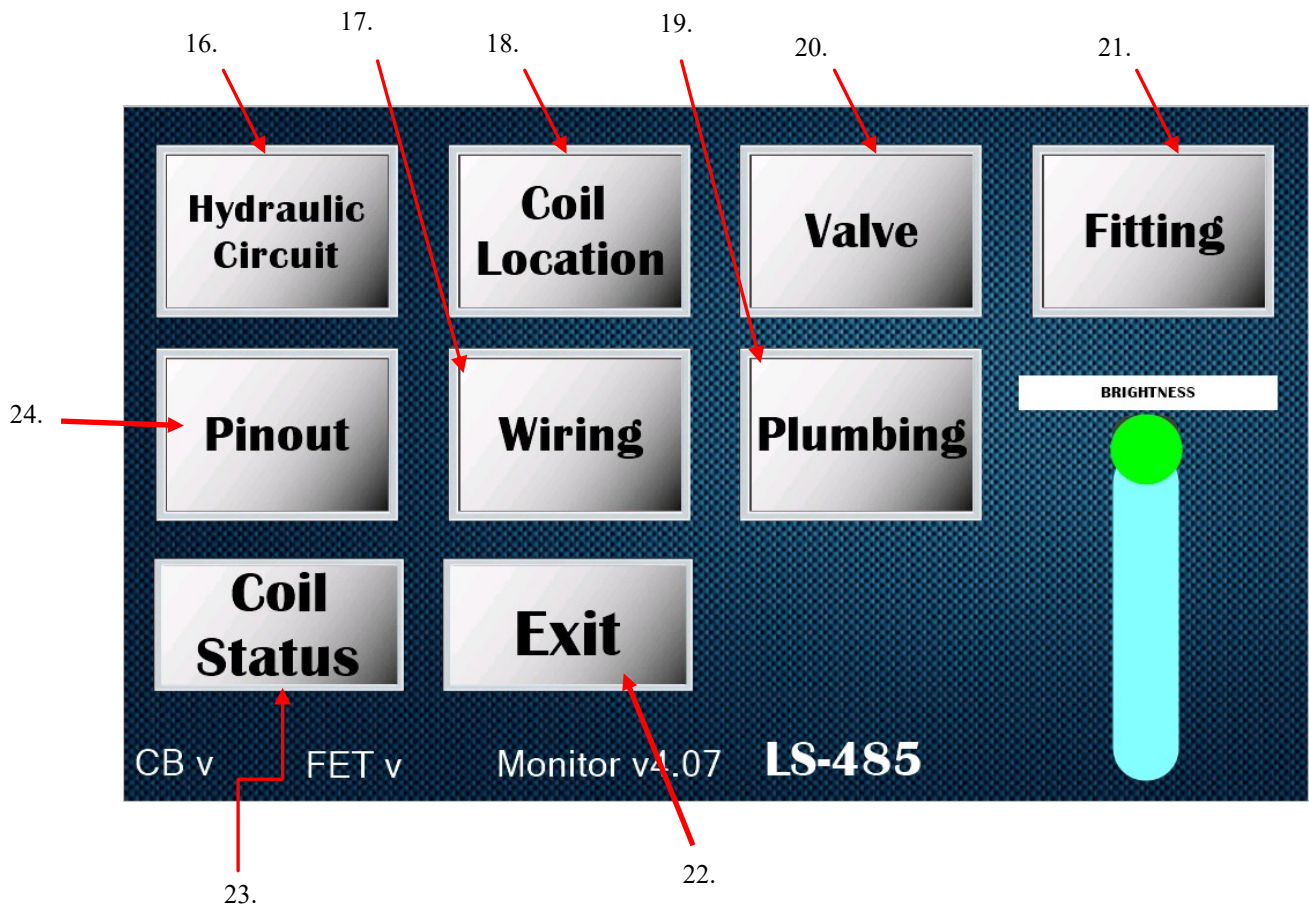 16.
17.
18.
19.
20.
21.
Hydraulic
Circuit
Coil
Location
Valve
Fitting
24.
Pinout
Wiring
Plumbing
BRIGHTNESS
Coil
Status
Exit
CB v
FET v
Monitor v4.07
LS-485
23.
22.